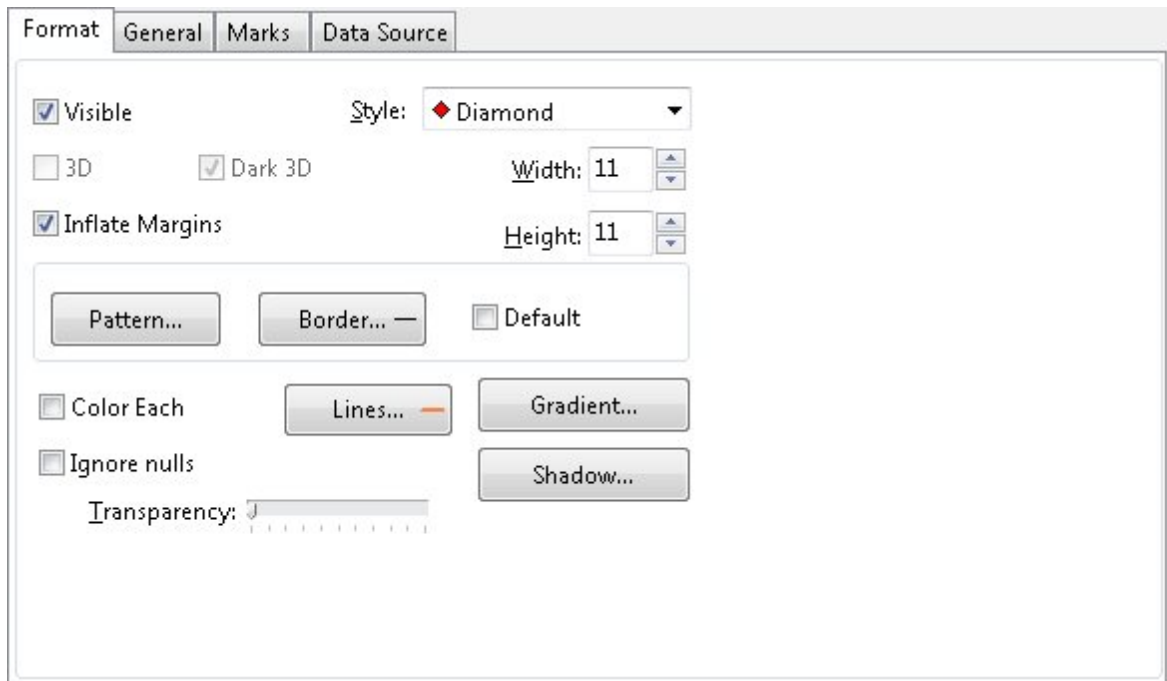 Format General Marks Data Source
Visible Style: Diamond
3D Dark 3D Width: 11
Inflate Margins Height: 11
Pattern... Border... Default
Color Each Lines... Gradient...
Ignore nulls Shadow...
Transparency: